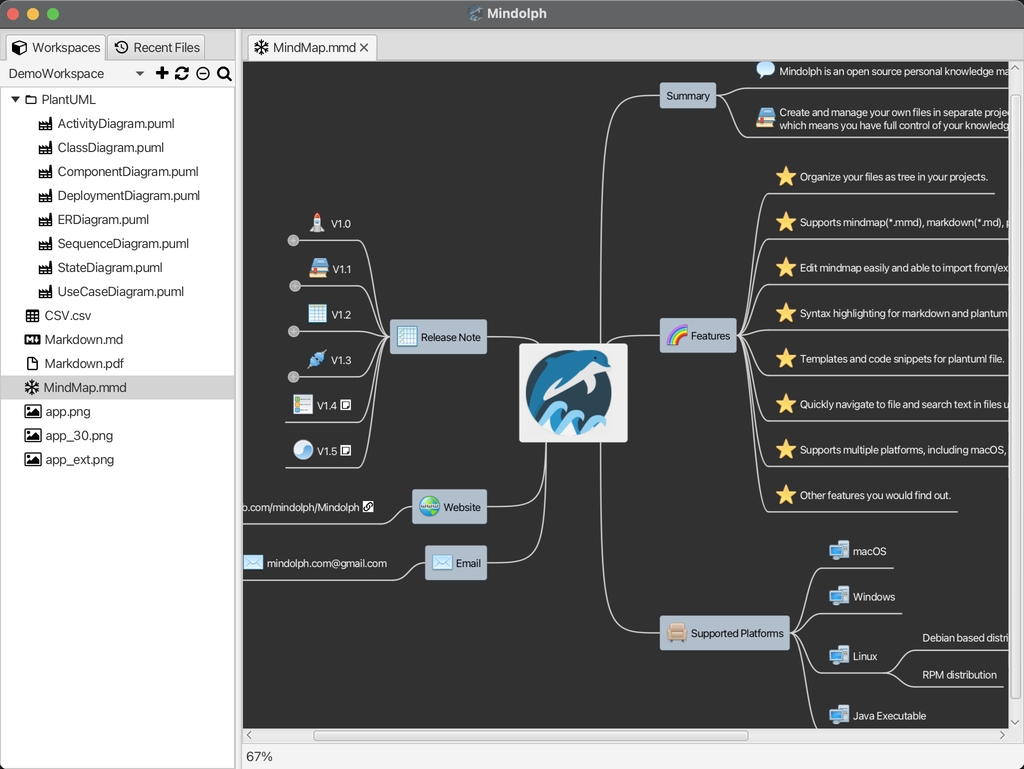 Mindolph
Workspaces
Recent Files
MindMap.mmd
DemoWorkspace
PlantUML
ActivityDiagram.puml
ClassDiagram.puml
ComponentDiagram.puml
DeploymentDiagram.puml
ERDiagram.puml
SequenceDiagram.puml
StateDiagram.puml
UseCaseDiagram.puml
CSV.csv
Markdown.md
Markdown.pdf
MindMap.mmd
app.png
app_30.png
app_ext.png
V1.0
V1.1
V1.2
V1.3
V1.4
V1.5
Release Note
o.com/mindolph/Mindolph
Website
mindolph.com@gmail.com
Email
Summary
Mindolph is an open source personal knowledge ma
Create and manage your own files in separate proje
which means you have full control of your knowledg
Features
Organize your files as tree in your projects.
Supports mindmap(*.mmd), markdown(*.md), p
Edit mindmap easily and able to import from/ex
Syntax highlighting for markdown and plantum
Templates and code snippets for plantuml file.
Quickly navigate to file and search text in files u
Supports multiple platforms, including macOS,
Other features you would find out.
Supported Platforms
macOS
Windows
Linux
Debian based distri
RPM distribution
Java Executable
67%